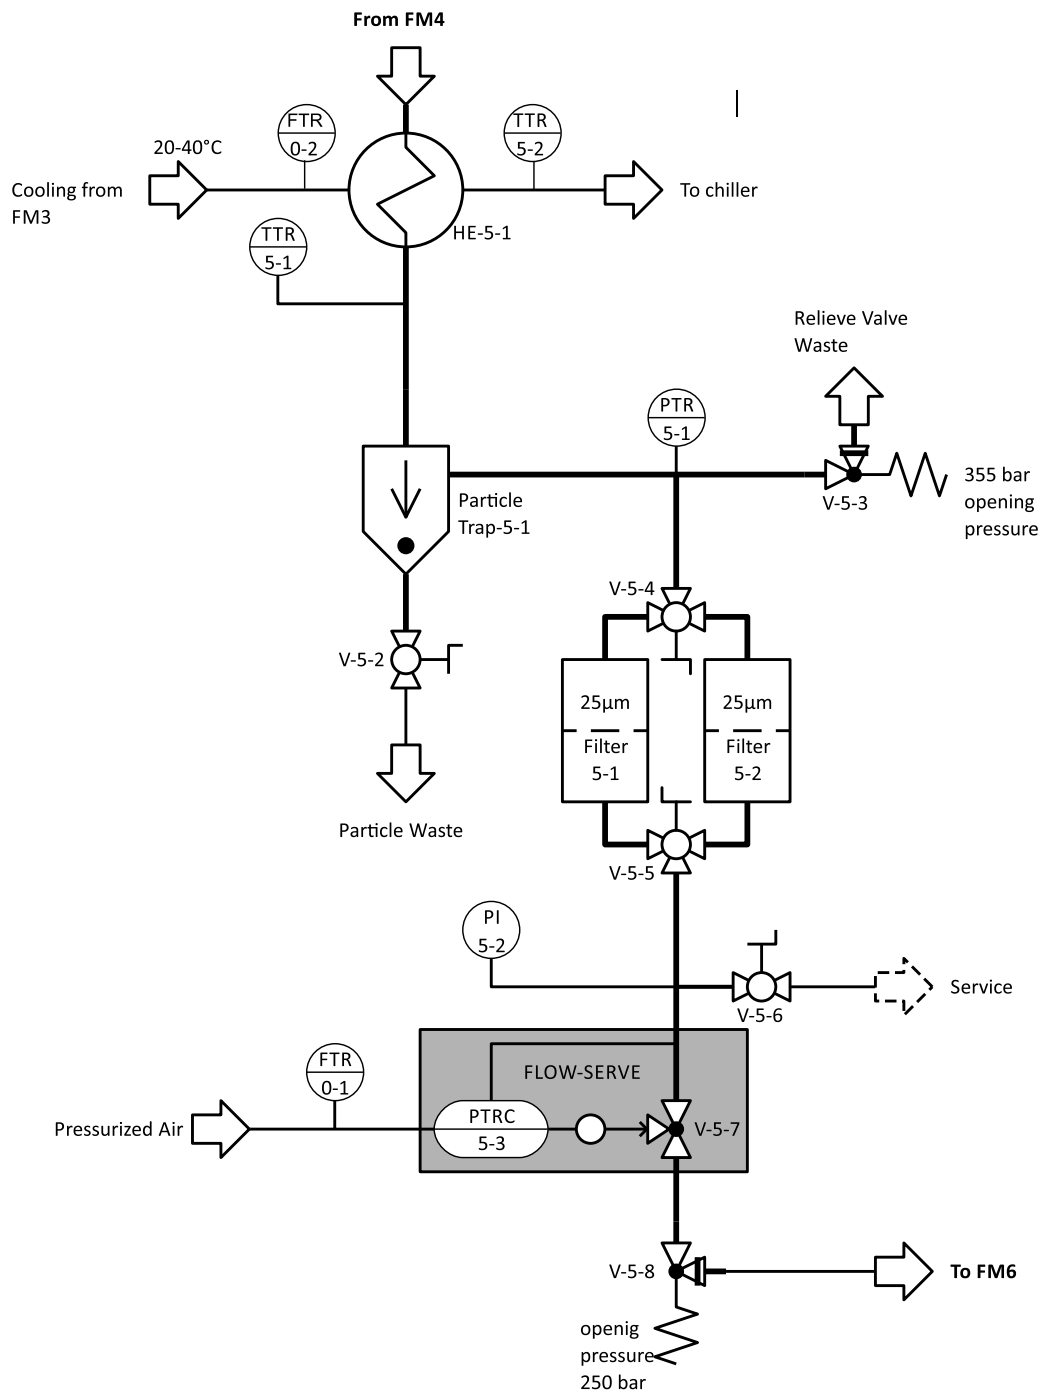 From FM4
FTR
0-2
TTR
5-2
20-40°C
Cooling from
FM3
To chiller
HE-5-1
TTR
5-1
Relieve Valve
Waste
PTR
5-1
Particle
Trap-5-1
V-5-3
355 bar
opening
pressure
V-5-4
V-5-2
25µm
Filter
5-1
25µm
Filter
5-2
Particle Waste
V-5-5
PI
5-2
Service
V-5-6
FTR
0-1
FLOW-SERVE
Pressurized Air
PTRC
5-3
V-5-7
V-5-8
To FM6
openig
pressure
250 bar